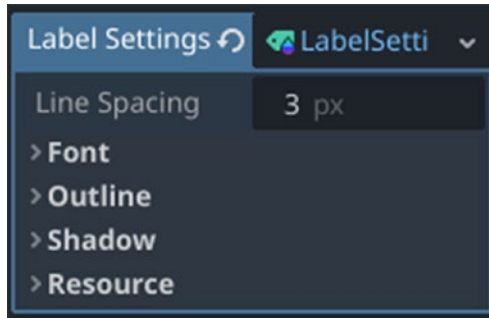 Label Settings LabelSetti
Line Spacing 3 px
Font
Outline
Shadow
Resource